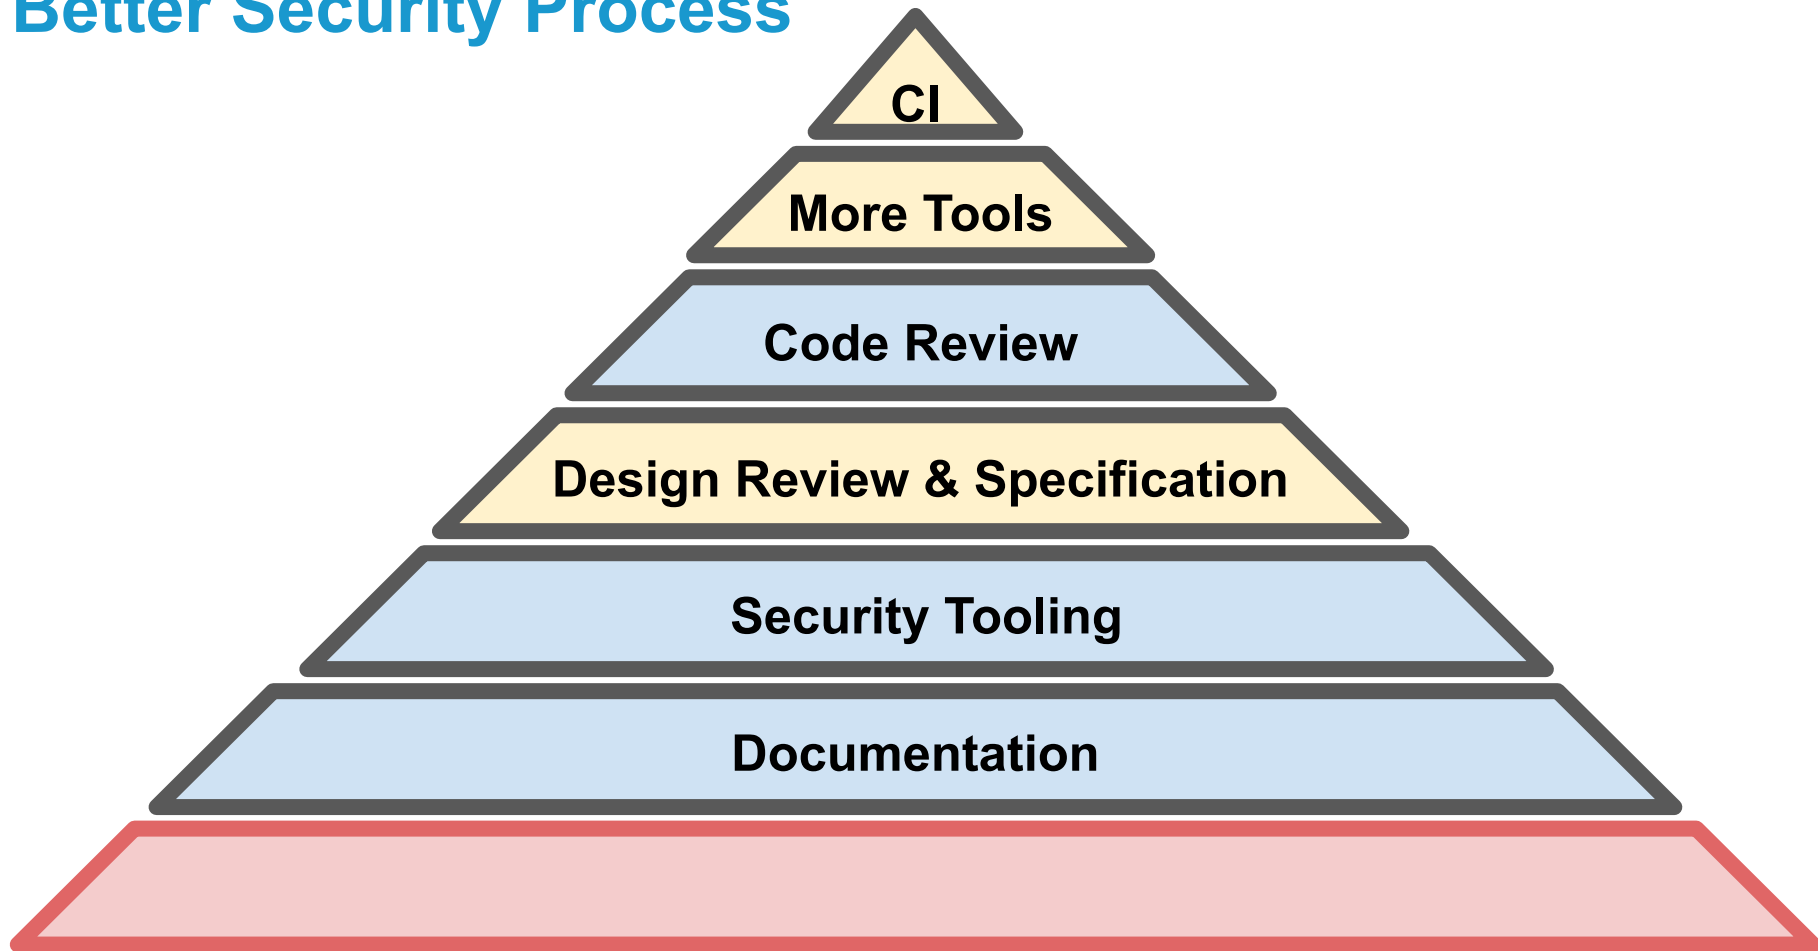 Better Security Process
CI
More Tools
Code Review
Design Review & Specification
Security Tooling
Documentation